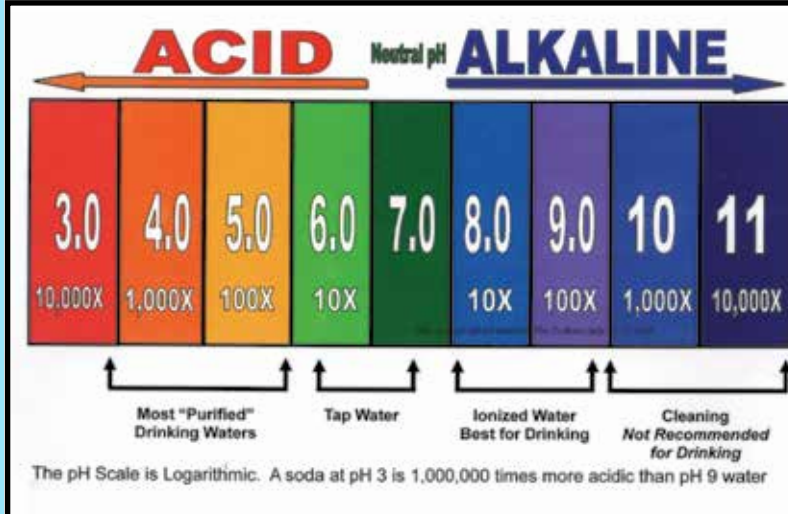 ACID Neutral pH ALKALINE
3.0 4.0 5.0 6.0 7.0 8.0 9.0 10 11
10,000X 1,000X 100X 10X 10X 100X 1,000X 10,000X
Most "Purified"
Drinking Waters
Tap Water
Ionized Water
Best for Drinking
Cleaning
Not Recommended
for Drinking
The pH Scale is Logarithmic. A soda at pH 3 is 1,000,000 times more acidic than pH 9 water